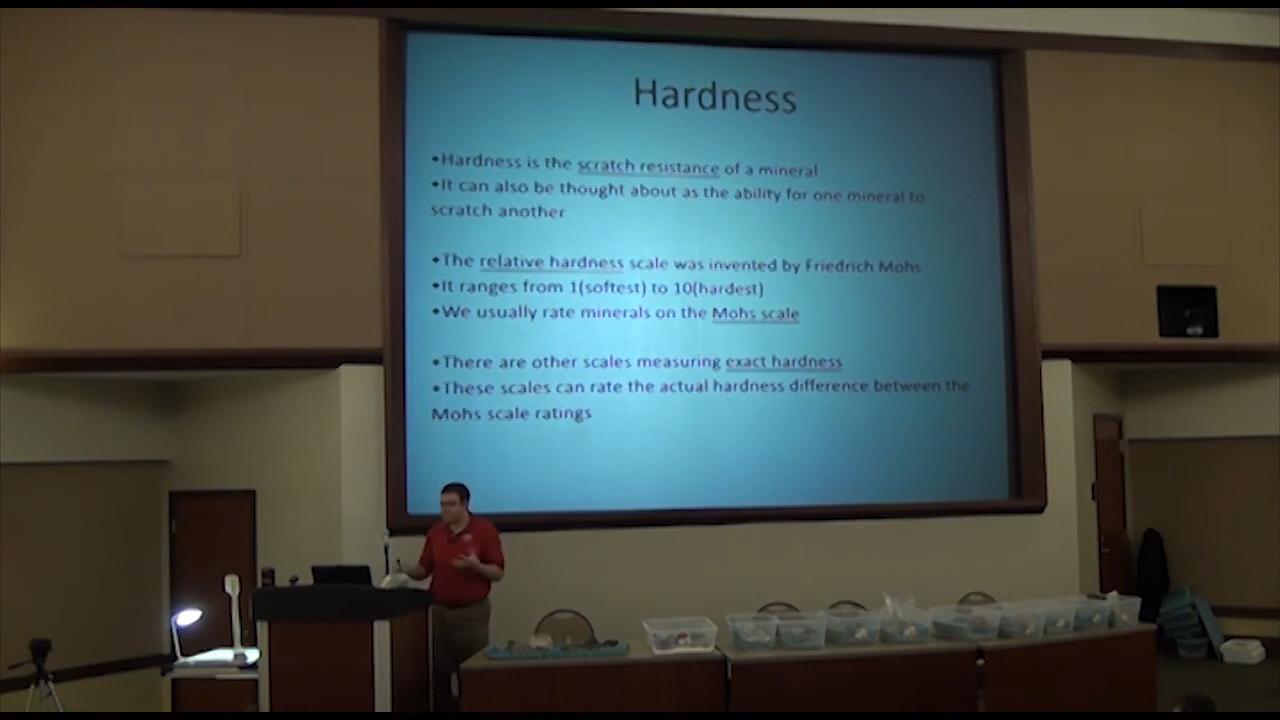 Hardness
•Hardness is the scratch resistance of a mineral
•It can also be thought about as the ability for one mineral to
scratch another
•The relative hardness scale was invented by Friedrich Mohs
•It ranges from 1(softest) to 10(hardest)
•We usually rate minerals on the Mohs scale
•There are other scales measuring exact hardness
•These scales can rate the actual hardness difference between the
Mohs scale ratings